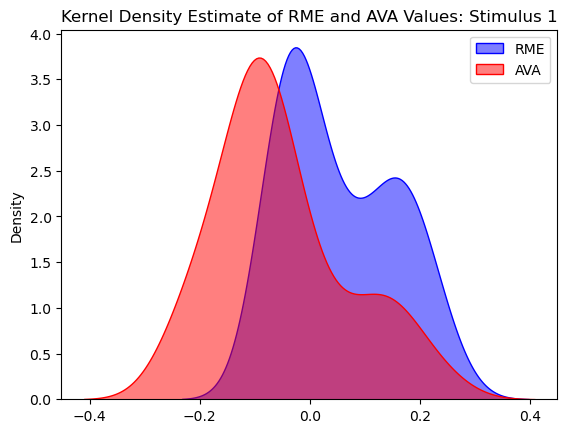 Kernel Density Estimate of RME and AVA Values: Stimulus 1
4.0
3.5
3.0
2.5
2.0
1.5
1.0
0.5
0.0
Density
RME
AVA
−0.4 −0.2 0.0 0.2 0.4